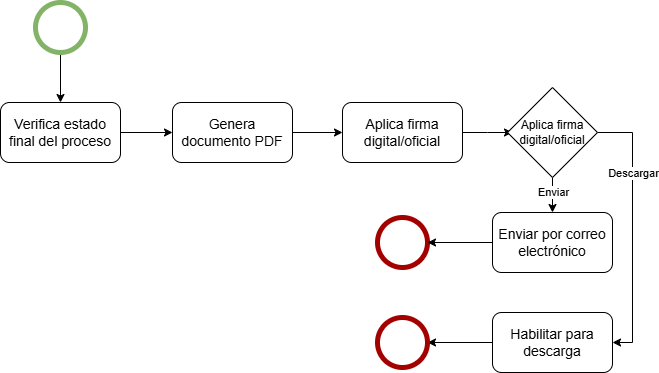 Verifica estado
final del proceso
Genera
documento PDF
Aplica firma
digital/oficial
Aplica firma
digital/oficial
Descargar
Enviar
Enviar por correo
electrónico
Habilitar para
descarga